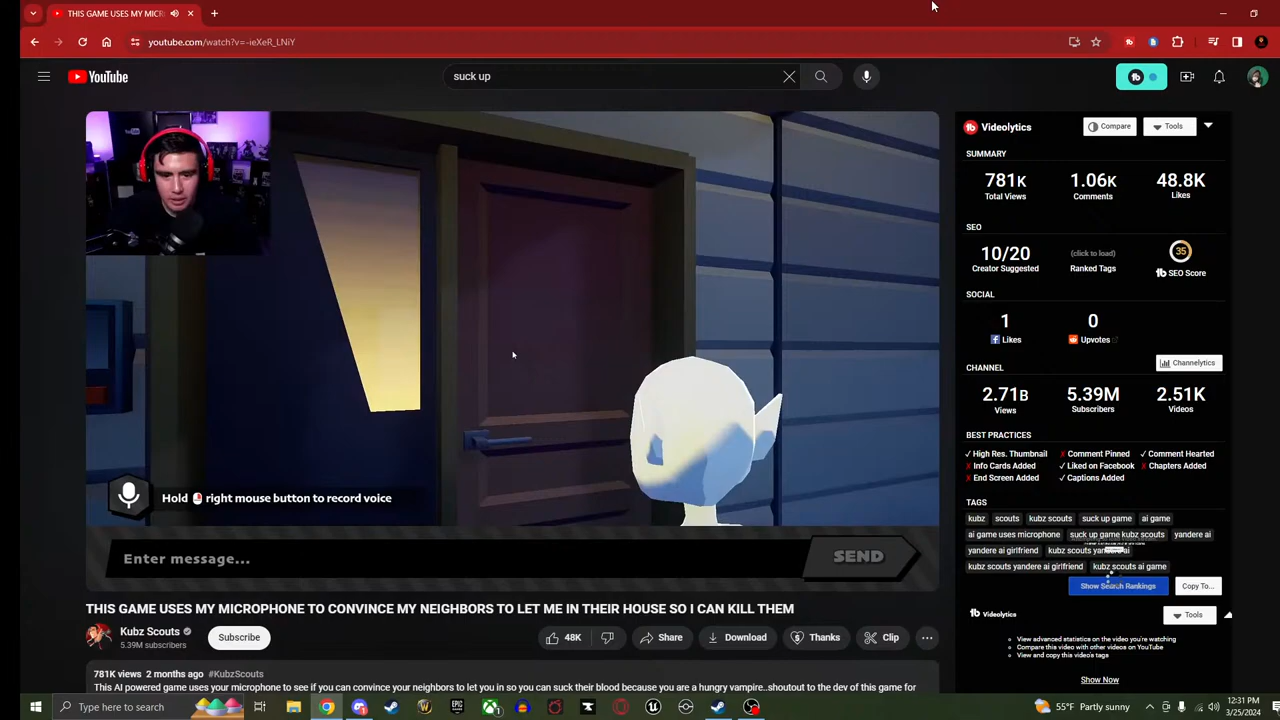 THIS GAME USES MY MICR
youtube.com/watch?v=-ieXeR_LNiY
YouTube
suck up
Hold right mouse button to record voice
Enter message...
SEND
THIS GAME USES MY MICROPHONE TO CONVINCE MY NEIGHBORS TO LET ME IN THEIR HOUSE SO I CAN KILL THEM
Kubz Scouts
5.39M subscribers
Subscribe
48K
Share
Download
Thanks
Clip
781K views 2 months ago #KubzScouts
This AI powered game uses your microphone to see if you can convince your neighbors to let you in so you can suck their blood because you are a hungry vampire..shoutout to the dev of this game for
Videolytics
Compare
Tools
SUMMARY
781K 1.06K 48.8K
Total Views Comments Likes
SEO
10/20 (click to load) 35
Creator Suggested Ranked Tags SEO Score
SOCIAL
1 0
Likes Upvotes
Channelytics
CHANNEL
2.71B 5.39M 2.51K
Views Subscribers Videos
BEST PRACTICES
✓ High Res. Thumbnail ✗ Comment Pinned ✓ Comment Hearted
✗ Info Cards Added ✓ Liked on Facebook ✗ Chapters Added
✗ End Screen Added ✓ Captions Added
TAGS
kubz scouts kubz scouts suck up game ai game
ai game uses microphone suck up game kubz scouts yandere ai
yandere ai girlfriend kubz scouts yandere ai
kubz scouts yandere ai girlfriend kubz scouts ai game
Show Search Rankings Copy To...
Videolytics Tools
View advanced statistics on the video you're watching
Compare this video with other videos on YouTube
View and copy this video's tags
Show Now
Type here to search
55°F Partly sunny
12:31 PM
3/25/2024